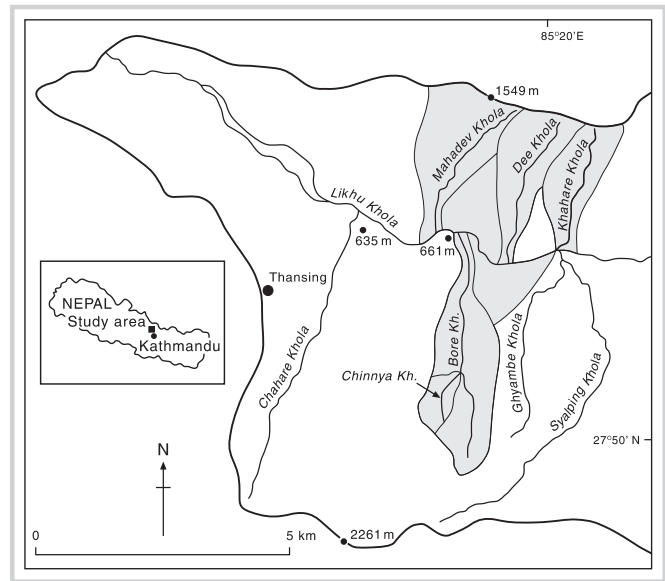 85°20'E
1549 m
Mahadev Khola
Dee Khola
Khahare Khola
Likhu Khola
635 m
661 m
Thansing
NEPAL
Study area
Kathmandu
Bore Kh.
Chinnya Kh.
Chahare Khola
Ghyambe Khola
Syalping Khola
27°50' N
N
0
5 km
2261 m